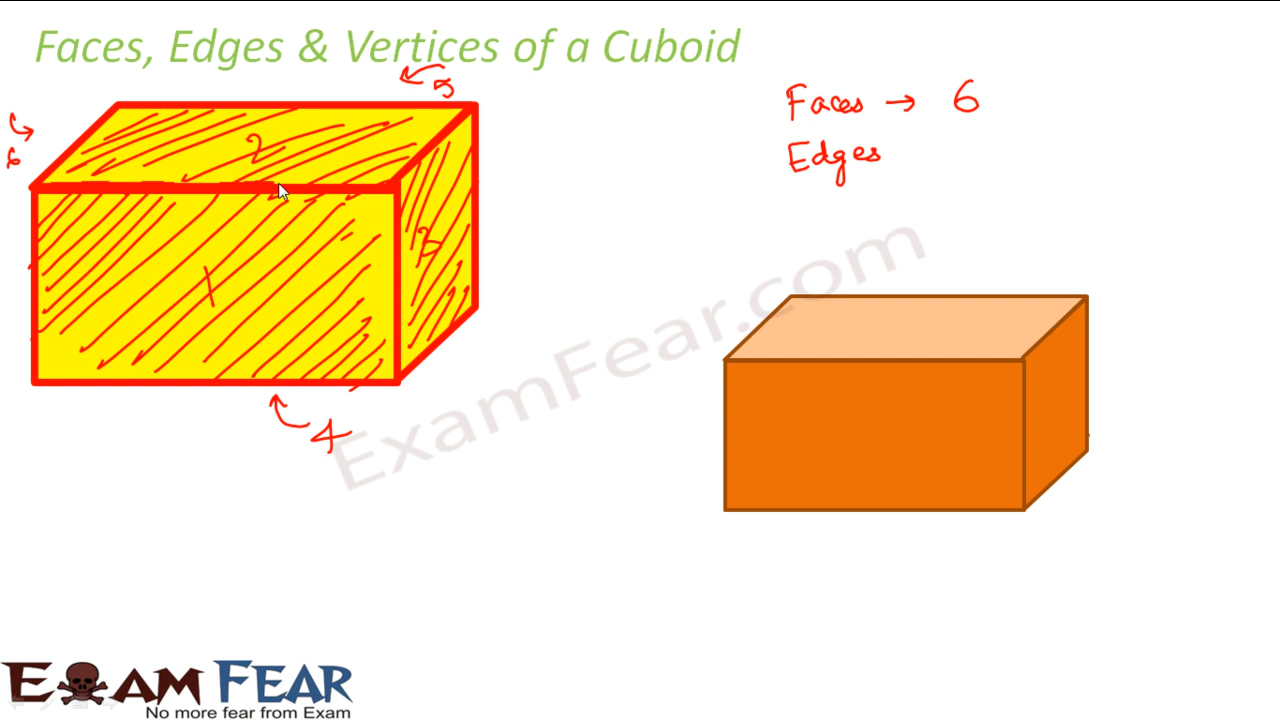 Faces, Edges & Vertices of a Cuboid
5
Faces → 6
6
2
Edges
3
1
4
ExamFear.com
EXAM FEAR
No more fear from Exam